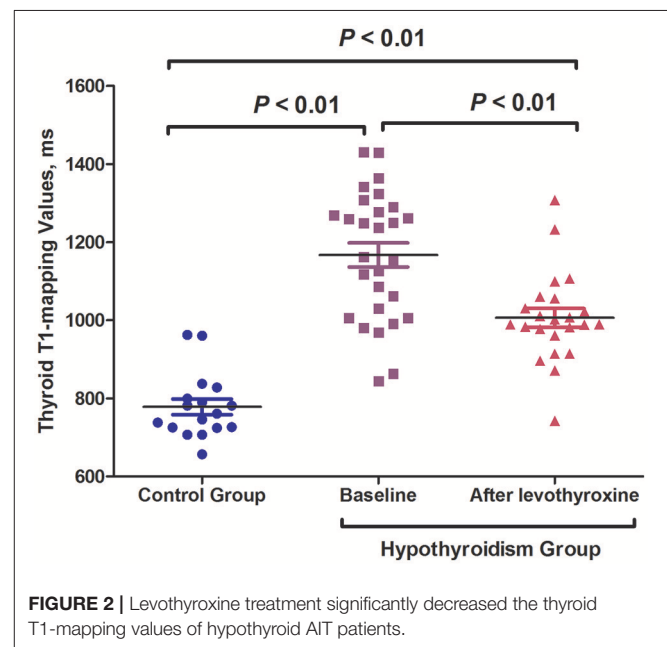 P < 0.01
P < 0.01 P < 0.01
Thyroid T1-mapping Values, ms
1600
1400
1200
1000
800
600
Control Group Baseline After levothyroxine
Hypothyroidism Group
FIGURE 2 | Levothyroxine treatment significantly decreased the thyroid
T1-mapping values of hypothyroid AIT patients.